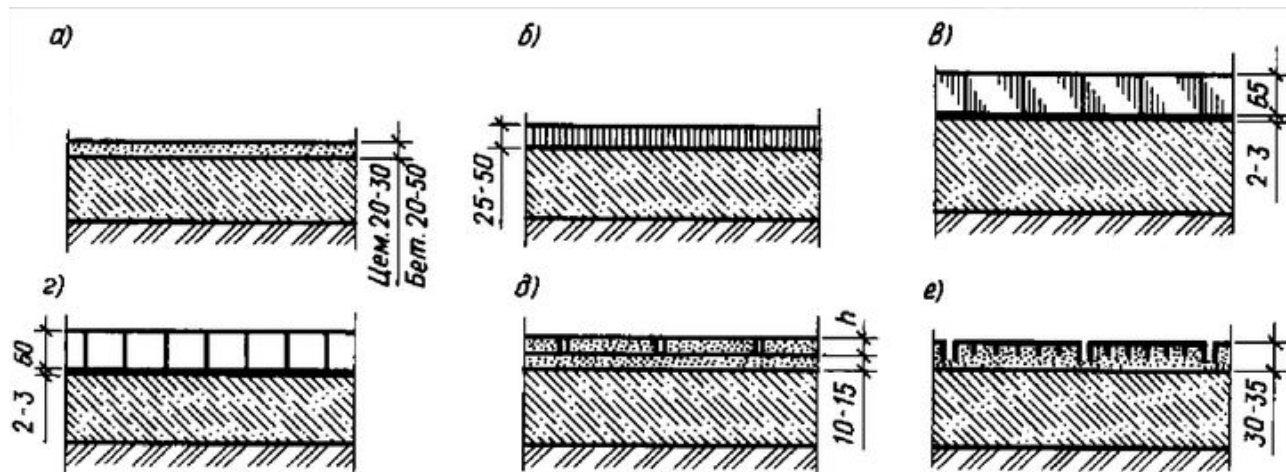 а)
б)
в)
65
2-3
25-50
Цем. 20-30
Бет. 20-50
г)
д)
е)
60
2-3
h
10-15
30-35